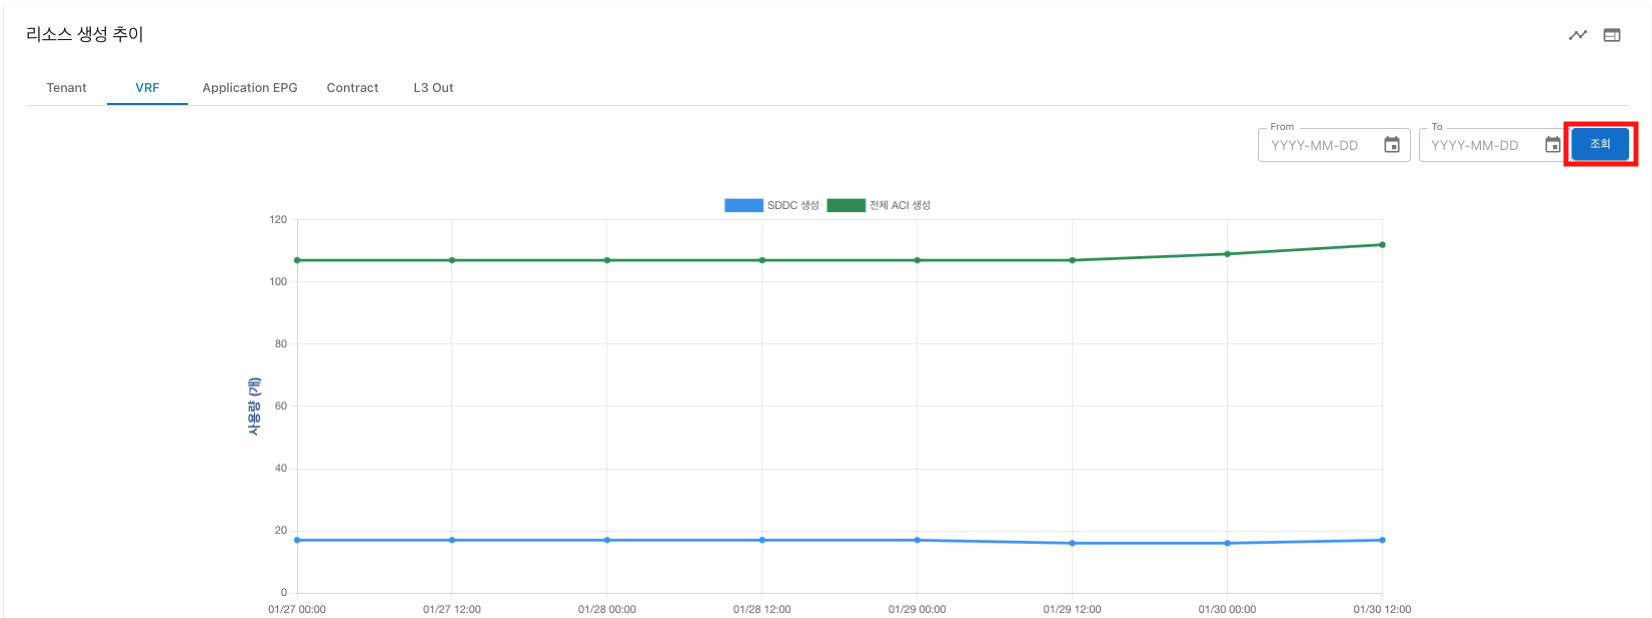 리소스 생성 추이
Tenant VRF Application EPG Contract L3 Out
From To
YYYY-MM-DD YYYY-MM-DD 조회
SDDC 생성 전체 ACI 생성
120
100
80
60
40
20
0
사용량 (개)
01/27 00:00 01/27 12:00 01/28 00:00 01/28 12:00 01/29 00:00 01/29 12:00 01/30 00:00 01/30 12:00